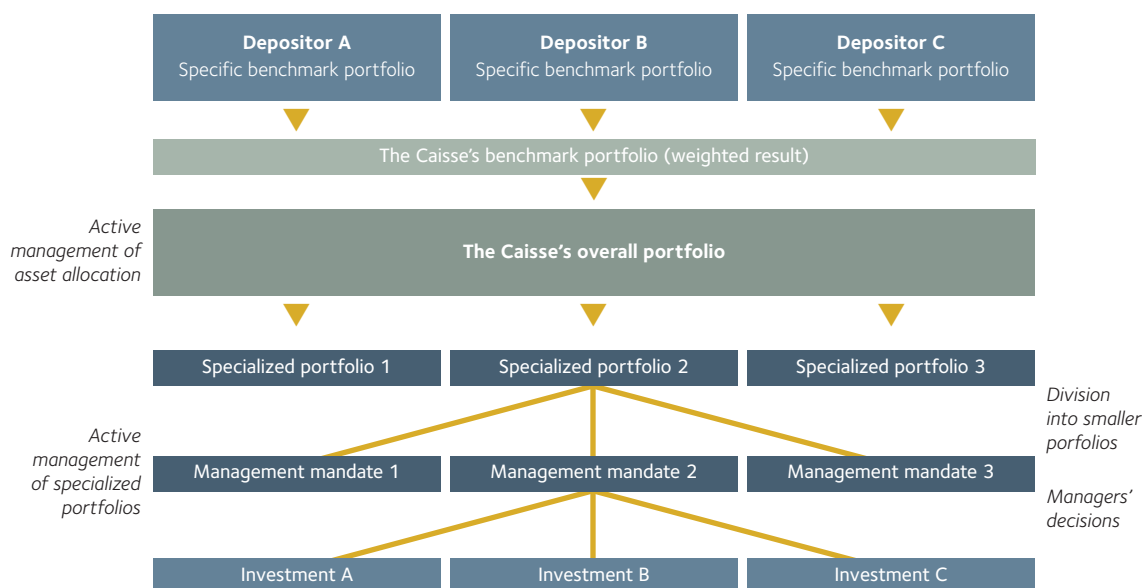 Depositor A
Specific benchmark portfolio
Depositor B
Specific benchmark portfolio
Depositor C
Specific benchmark portfolio
The Caisse’s benchmark portfolio (weighted result)
Active
management of
asset allocation
The Caisse’s overall portfolio
Specialized portfolio 1
Specialized portfolio 2
Specialized portfolio 3
Division
into smaller
porfolios
Active
management
of specialized
portfolios
Management mandate 1
Management mandate 2
Management mandate 3
Managers’
decisions
Investment A
Investment B
Investment C